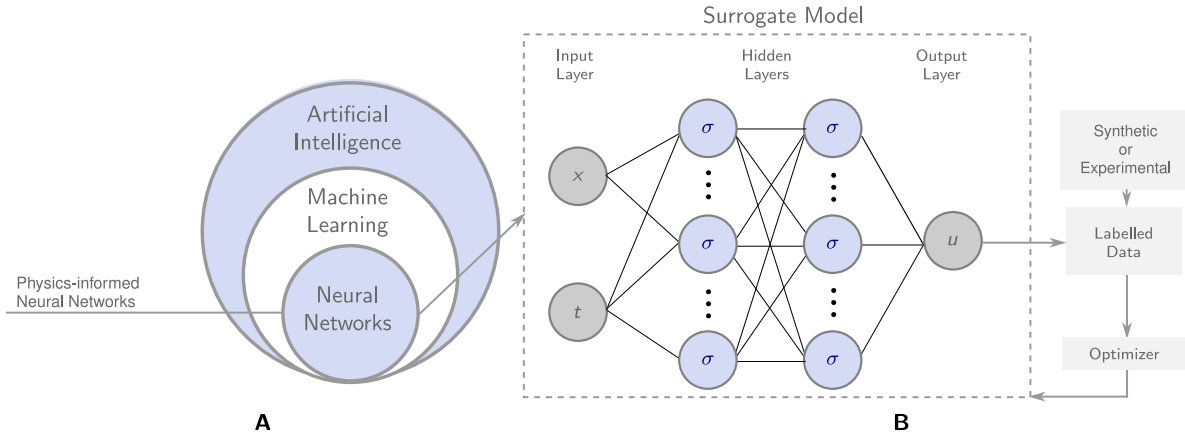 Surrogate Model
Input
Layer
Hidden
Layers
Output
Layer
Artificial
Intelligence
Machine
Learning
Neural
Networks
Physics-informed
Neural Networks
x
t
σ
σ
σ
σ
σ
σ
u
Synthetic
or
Experimental
Labelled
Data
Optimizer
A
B